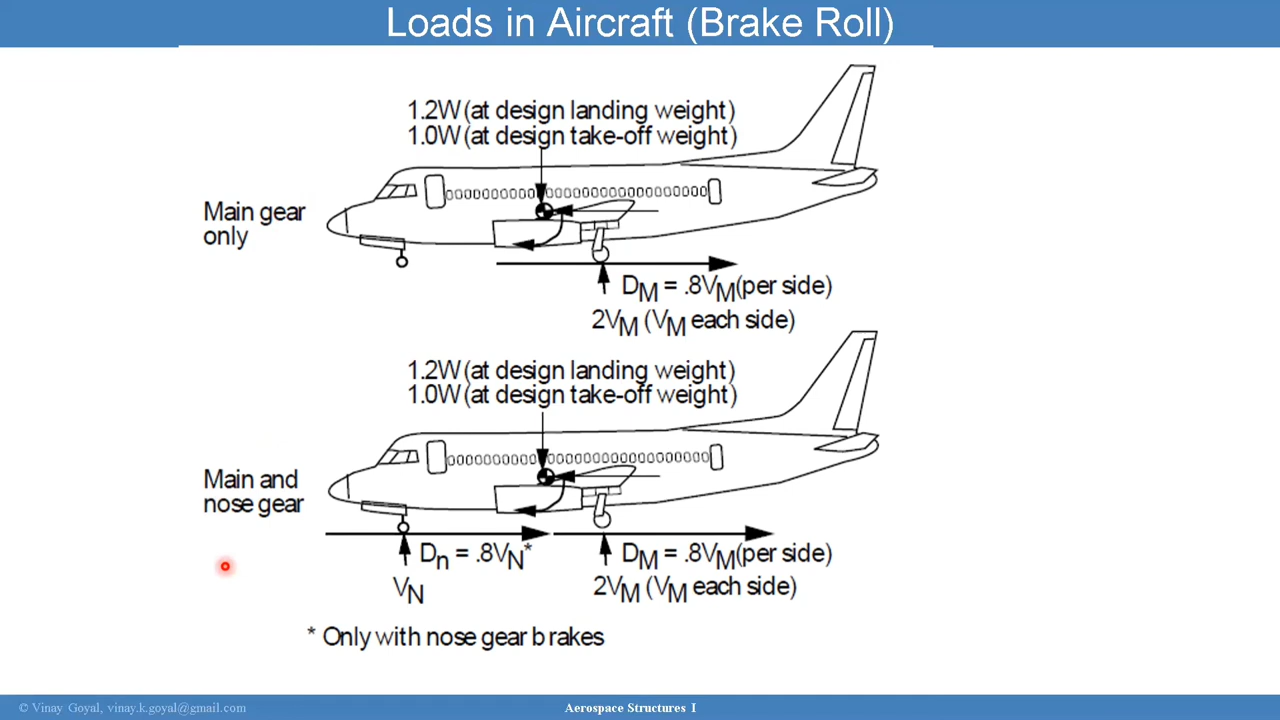 Loads in Aircraft (Brake Roll)
1.2W (at design landing weight)
1.0W (at design take-off weight)
Main gear
only
DM = .8VM (per side)
2VM (VM each side)
1.2W (at design landing weight)
1.0W (at design take-off weight)
Main and
nose gear
Dn = .8VN*
DM = .8VM (per side)
VN
2VM (VM each side)
* Only with nose gear brakes
© Vinay Goyal, vinay.k.goyal@gmail.com
Aerospace Structures I